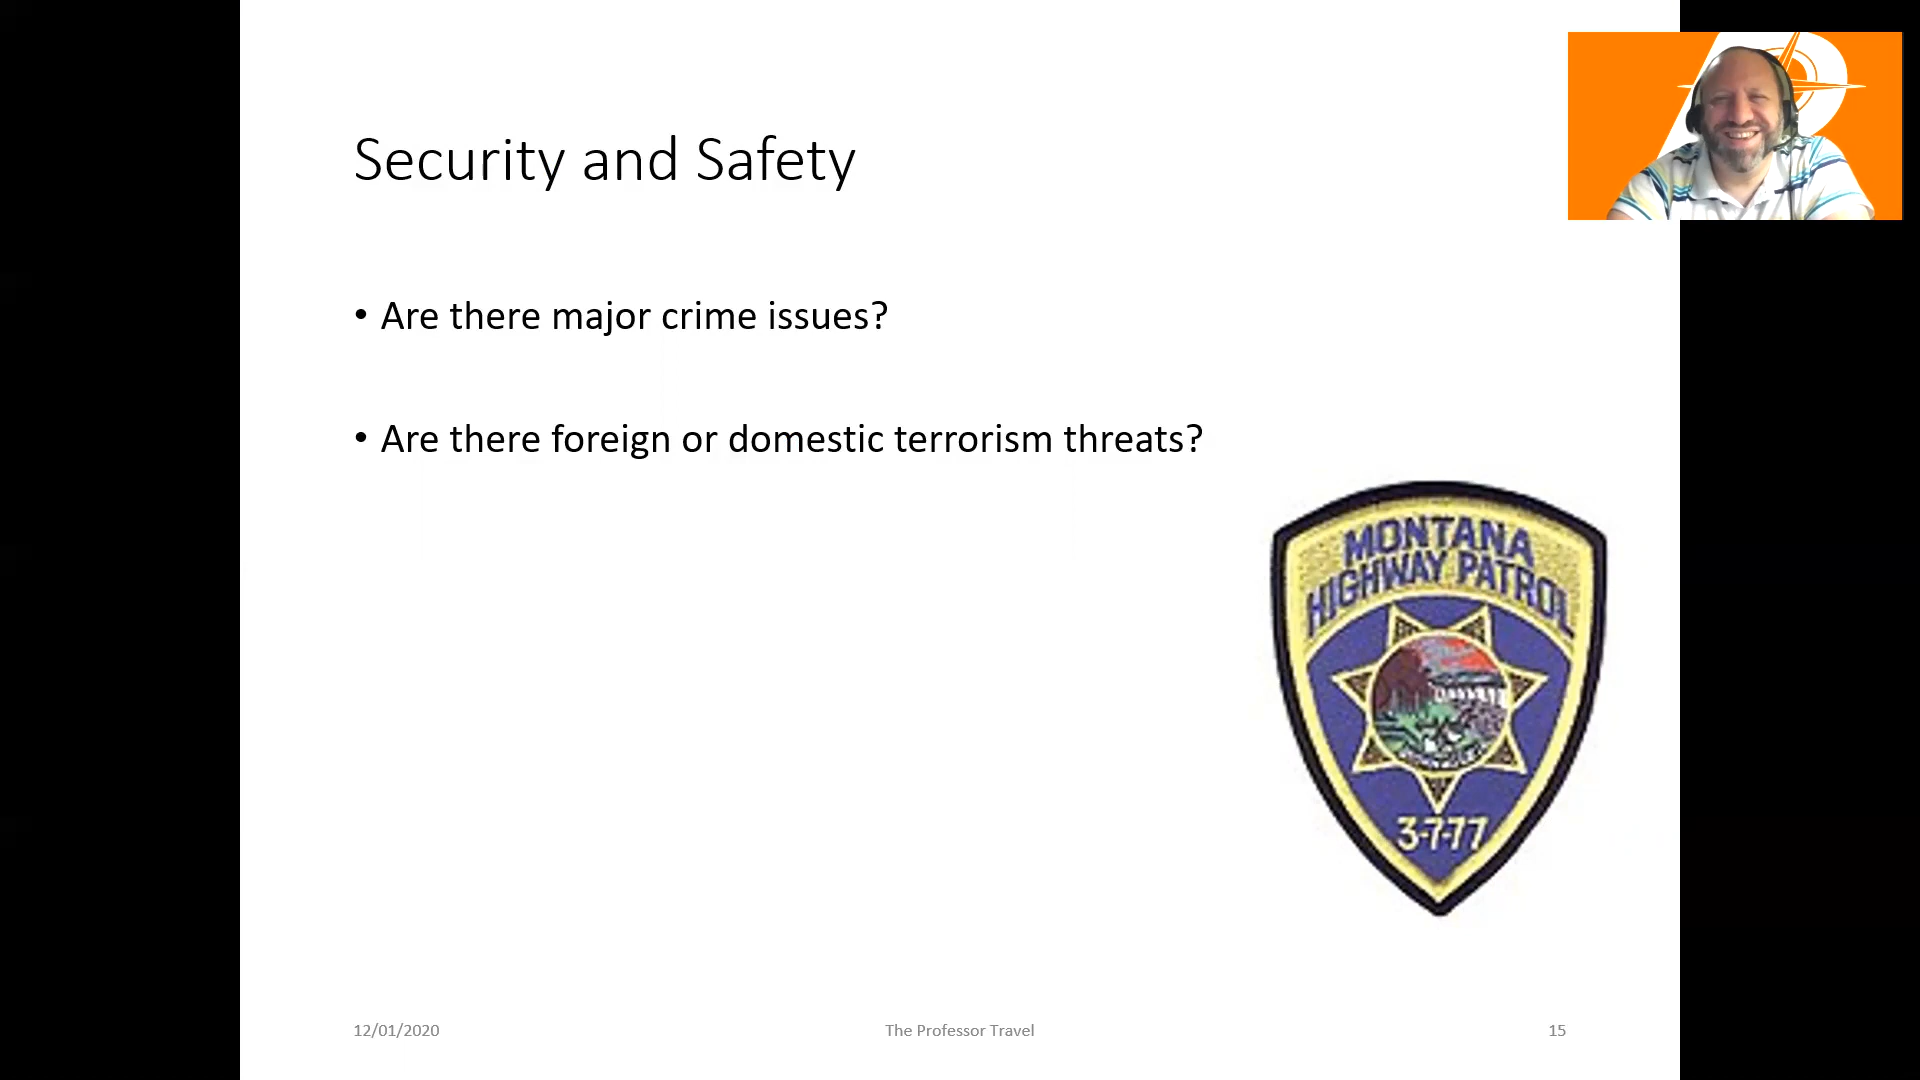 Security and Safety
• Are there major crime issues?
• Are there foreign or domestic terrorism threats?
MONTANA
HIGHWAY PATROL
3-7-77
12/01/2020
The Professor Travel
15